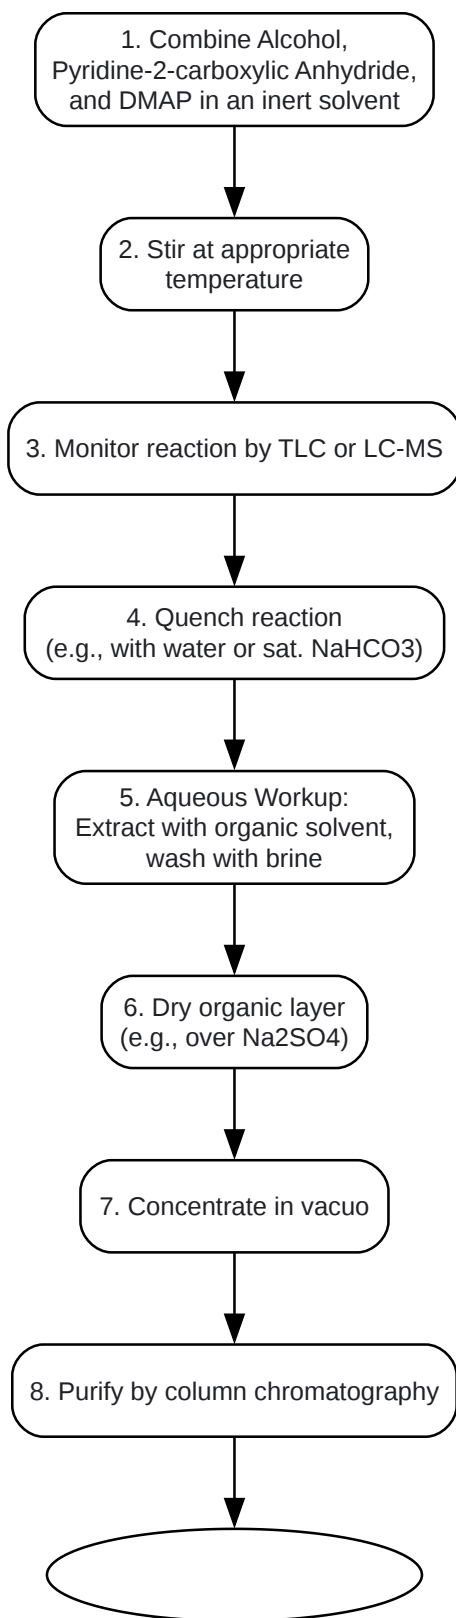 1. Combine Alcohol,
Pyridine-2-carboxylic Anhydride,
and DMAP in an inert solvent
2. Stir at appropriate
temperature
3. Monitor reaction by TLC or LC-MS
4. Quench reaction
(e.g., with water or sat. NaHCO3)
5. Aqueous Workup:
Extract with organic solvent,
wash with brine
6. Dry organic layer
(e.g., over Na2SO4)
7. Concentrate in vacuo
8. Purify by column chromatography